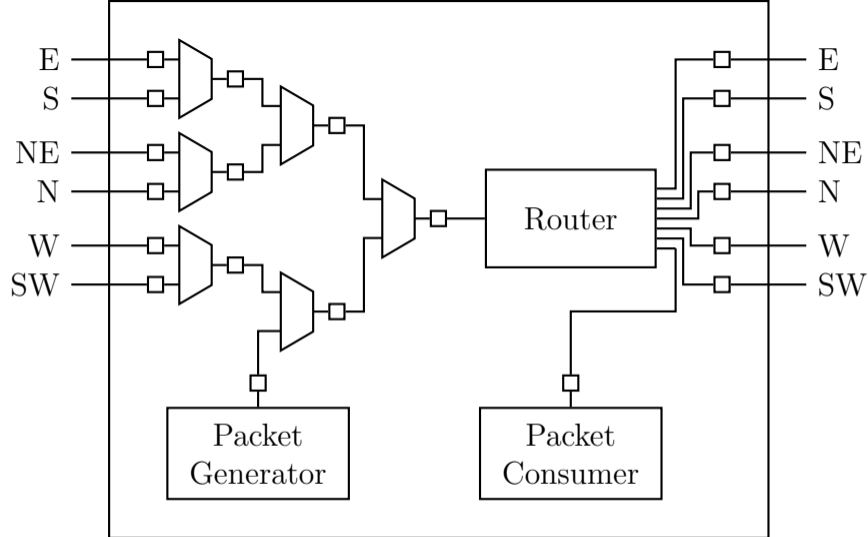 E
S
NE
N
W
SW
Router
E
S
NE
N
W
SW
Packet
Generator
Packet
Consumer